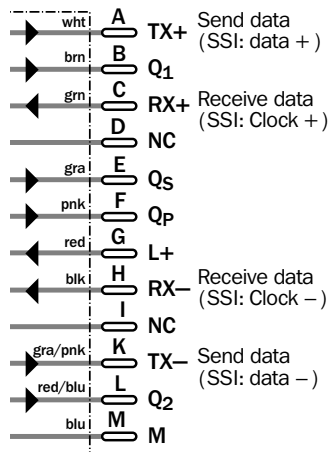 wht A TX+ Send data
(SSI: data +)
brn B Q1
grn C RX+ Receive data
(SSI: Clock +)
D NC
gra E QS
pnk F QP
red G L+
blk H RX– Receive data
(SSI: Clock –)
I NC
gra/pnk K TX– Send data
(SSI: data –)
red/blu L Q2
blu M M